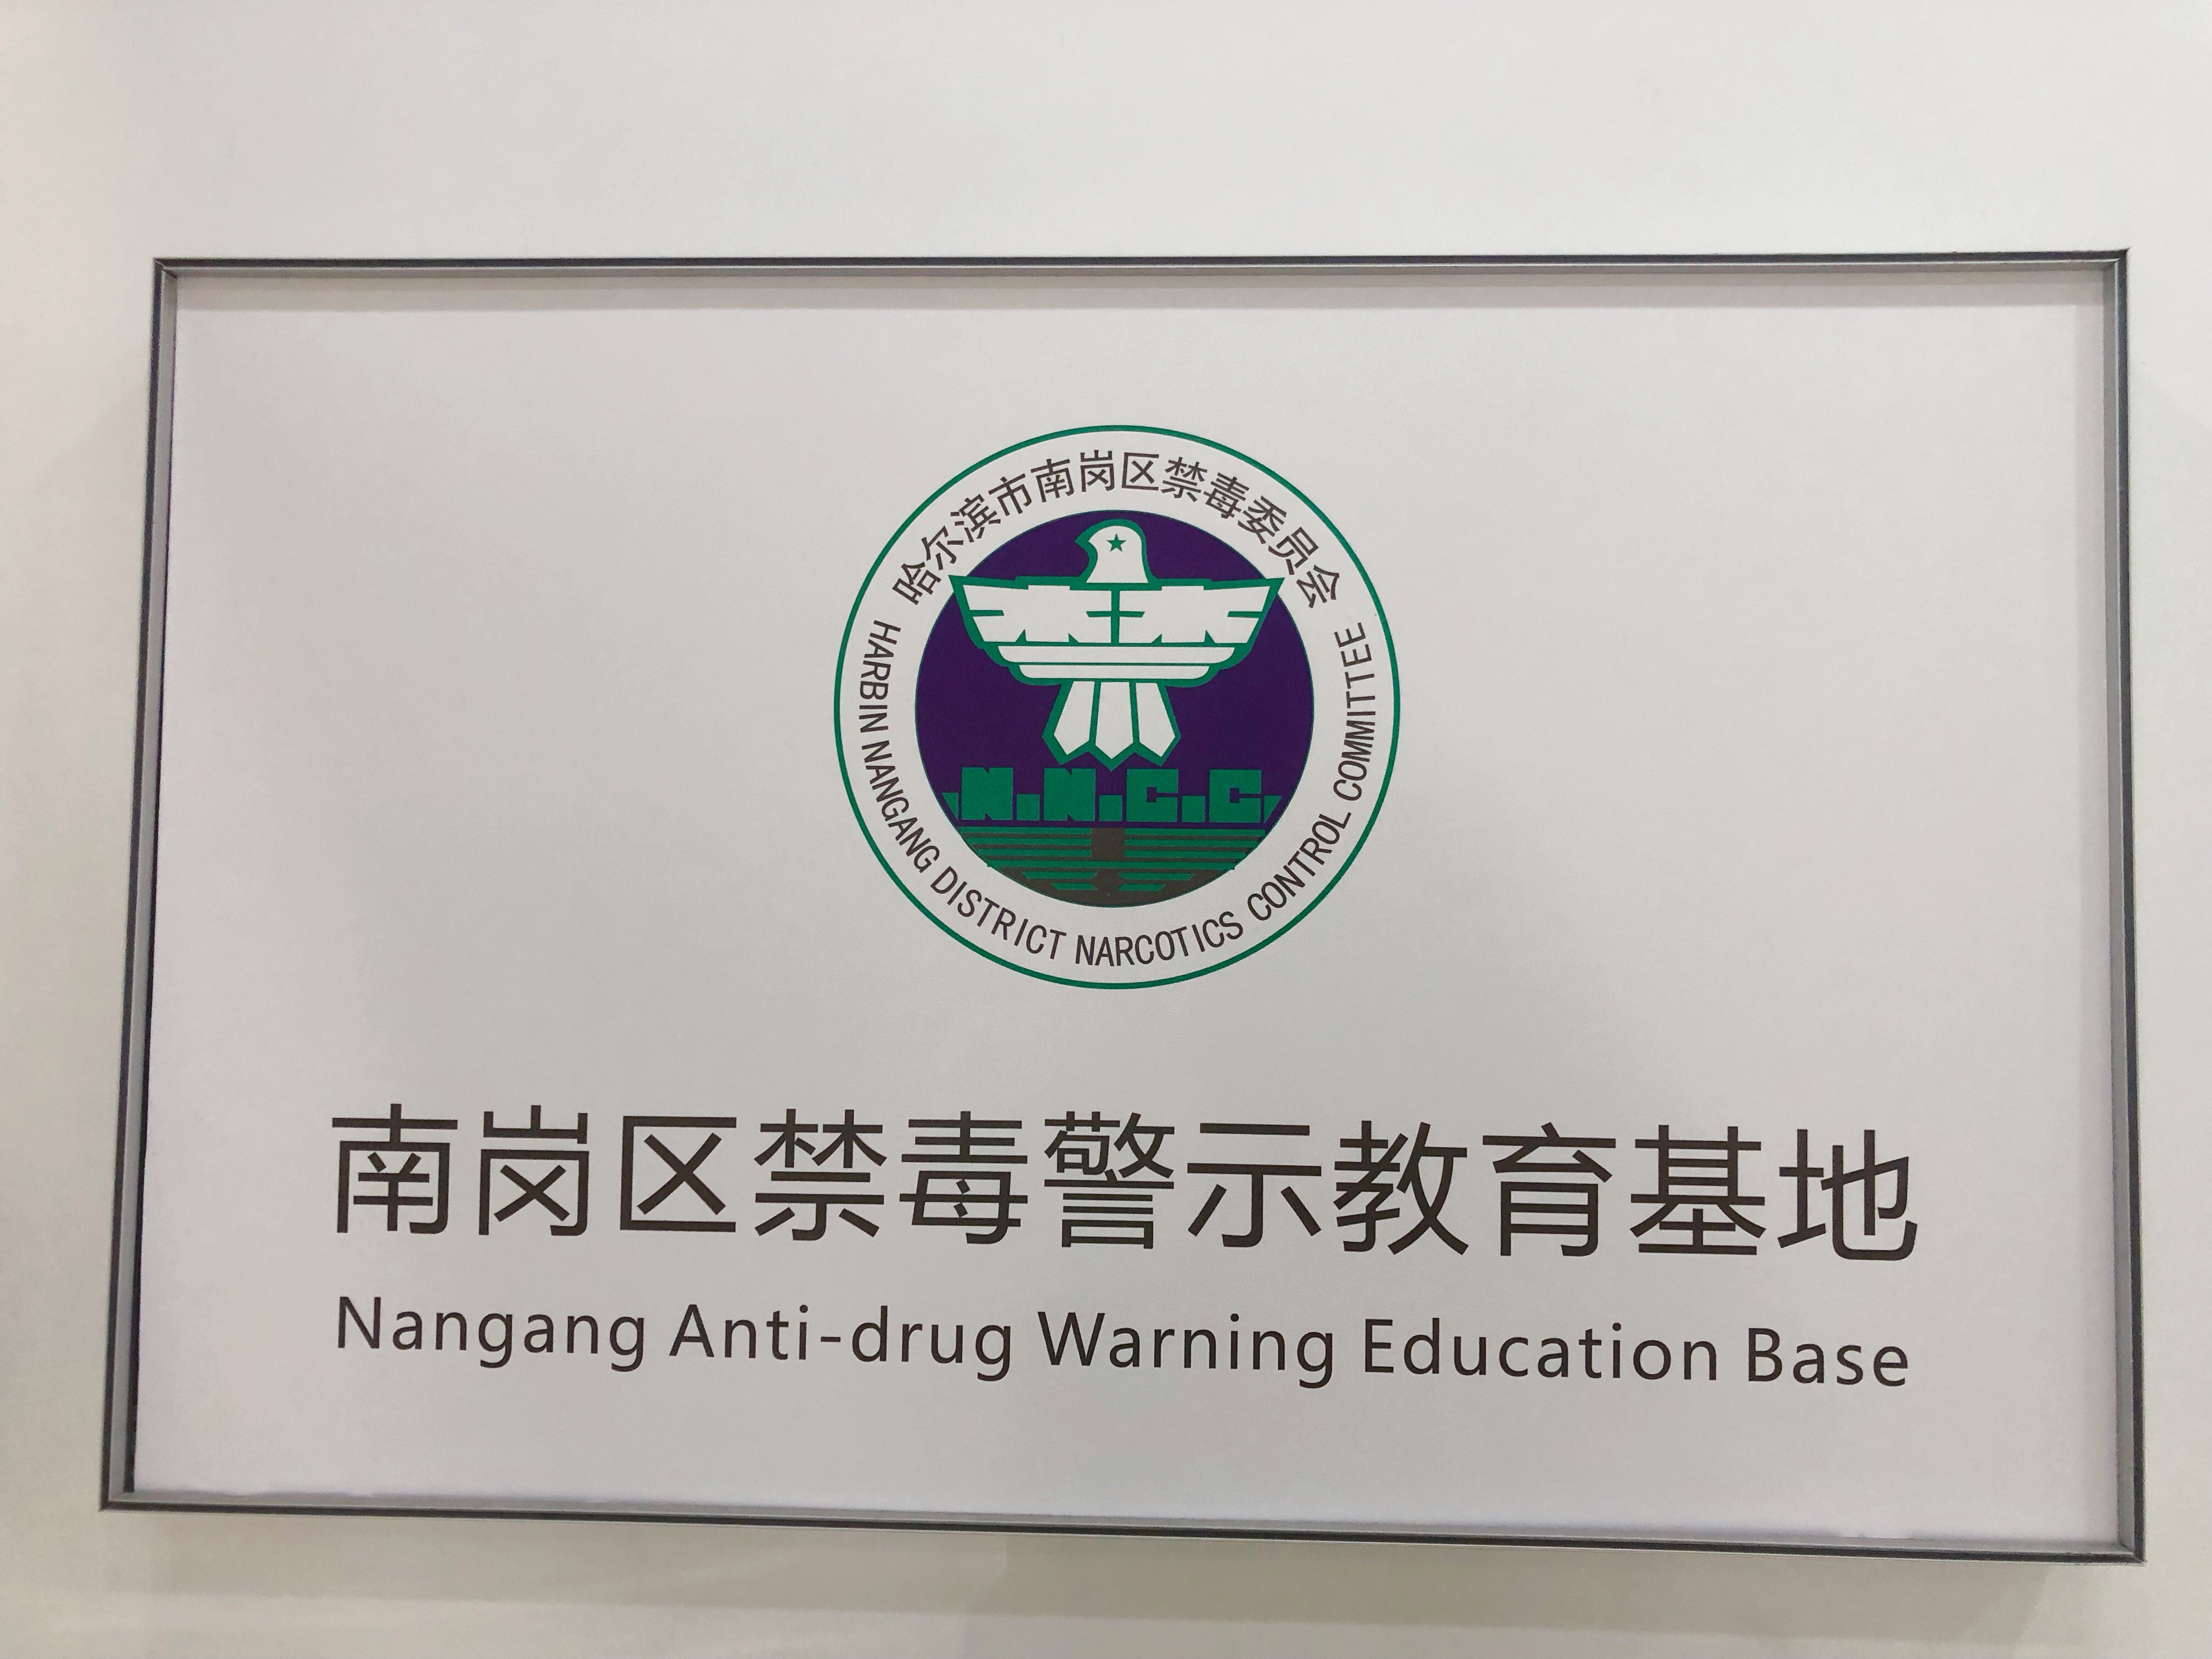 哈尔滨市南岗区禁毒委员会
N.N.C.C.
HARBIN NANGANG DISTRICT NARCOTICS CONTROL COMMITTEE
南岗区禁毒警示教育基地
Nangang Anti-drug Warning Education Base